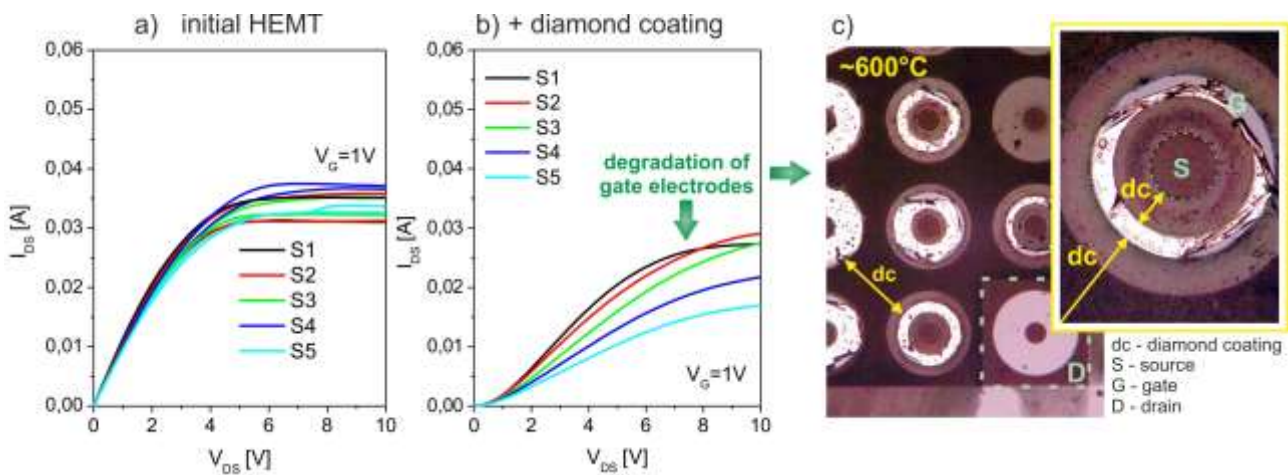 a) initial HEMT
0,06
0,05
0,04
0,03
0,02
0,01
0,00
I_DS [A]
V_G=1V
S1
S2
S3
S4
S5
0 2 4 6 8 10
V_DS [V]
b) + diamond coating
0,06
0,05
0,04
0,03
0,02
0,01
0,00
I_DS [A]
S1
S2
S3
S4
S5
degradation of
gate electrodes
V_G=1V
0 2 4 6 8 10
V_DS [V]
c)
~600°C
dc
D
G
S
dc
dc
dc - diamond coating
S - source
G - gate
D - drain